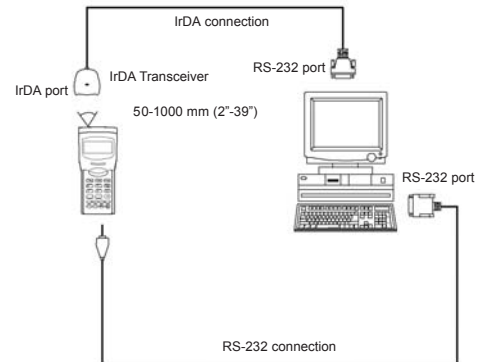 IrDA connection
RS-232 port
IrDA Transceiver
IrDA port
50-1000 mm (2”-39”)
RS-232 port
RS-232 connection